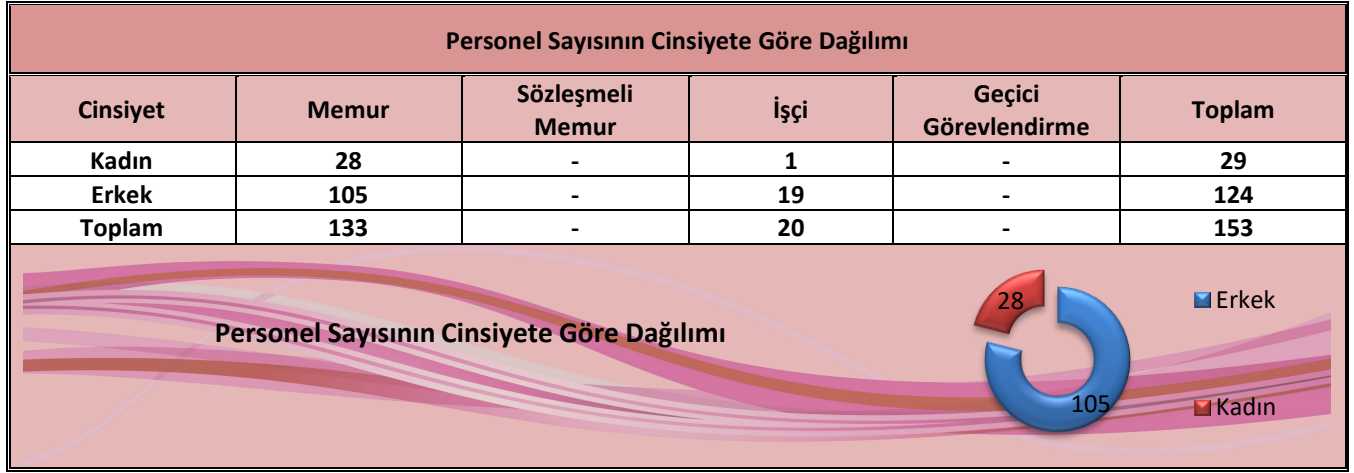 Personel Sayısının Cinsiyete Göre Dağılımı
Cinsiyet Memur Sözleşmeli Memur İşçi Geçici Görevlendirme Toplam
Kadın 28 - 1 - 29
Erkek 105 - 19 - 124
Toplam 133 - 20 - 153
Personel Sayısının Cinsiyete Göre Dağılımı
28
105
Erkek
Kadın